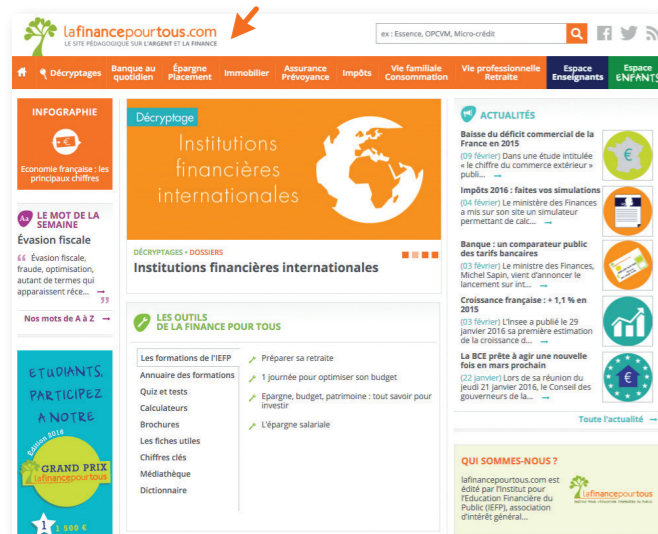 lafinancepourtous.com
LE SITE PÉDAGOGIQUE SUR L'ARGENT ET LA FINANCE
ex : Essence, OPCVM, Micro-crédit
Décryptages
Banque au quotidien
Épargne Placement
Immobilier
Assurance Prévoyance
Impôts
Vie familiale Consommation
Vie professionnelle Retraite
Espace Enseignants
Espace ENFANTS
INFOGRAPHIE
Economie française : les
principaux chiffres
Aa LE MOT DE LA
SEMAINE
Évasion fiscale
Évasion fiscale,
fraude, optimisation,
autant de termes qui
apparaissent réce... →
Nos mots de A à Z →
ETUDIANTS,
PARTICIPEZ
A NOTRE
Édition 2016
GRAND PRIX
lafinancepourtous
1 1 500 €
Décryptage
Institutions
financières
internationales
DÉCRYPTAGES • DOSSIERS
Institutions financières internationales
LES OUTILS
DE LA FINANCE POUR TOUS
Les formations de l'IEFP
Annuaire des formations
Quiz et tests
Calculateurs
Brochures
Les fiches utiles
Chiffres clés
Médiathèque
Dictionnaire
Préparer sa retraite
1 journée pour optimiser son budget
Epargne, budget, patrimoine : tout savoir pour
investir
L'épargne salariale
ACTUALITÉS
Baisse du déficit commercial de la
France en 2015
(09 février) Dans une étude intitulée
« le chiffre du commerce extérieur »
publi... →
€
Impôts 2016 : faites vos simulations
(04 février) Le ministère des Finances
a mis sur son site un simulateur
permettant de calc... →
Banque : un comparateur public
des tarifs bancaires
(03 février) Le ministre des Finances,
Michel Sapin, vient d'annoncer le
lancement sur int... →
Croissance française : + 1,1 % en
2015
(03 février) L'Insee a publié le 29
janvier 2016 sa première estimation
de la croissance d... →
La BCE prête à agir une nouvelle
fois en mars prochain
(22 janvier) Lors de sa réunion du
jeudi 21 janvier 2016, le Conseil des
gouverneurs de la... →
€
Toute l'actualité →
QUI SOMMES-NOUS ?
lafinancepourtous.com est
édité par l'Institut pour
l'Education Financière du
Public (IEFP), association
d'intérêt général...
lafinancepourtous